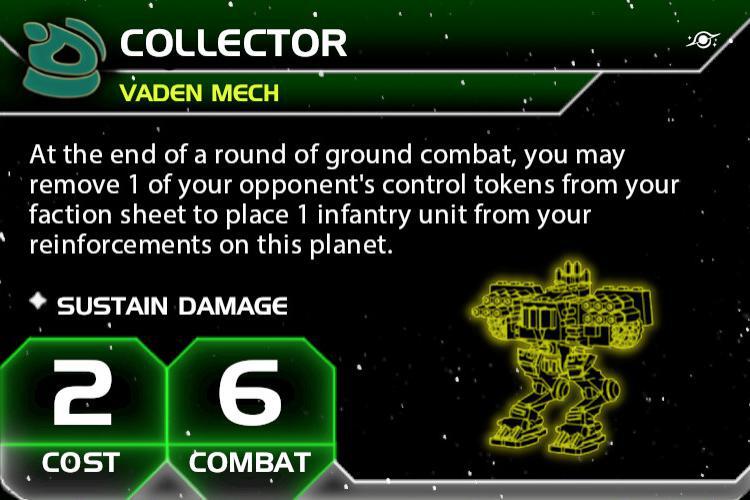 COLLECTOR
VADEN MECH
At the end of a round of ground combat, you may
remove 1 of your opponent's control tokens from your
faction sheet to place 1 infantry unit from your
reinforcements on this planet.
SUSTAIN DAMAGE
2 6
COST COMBAT